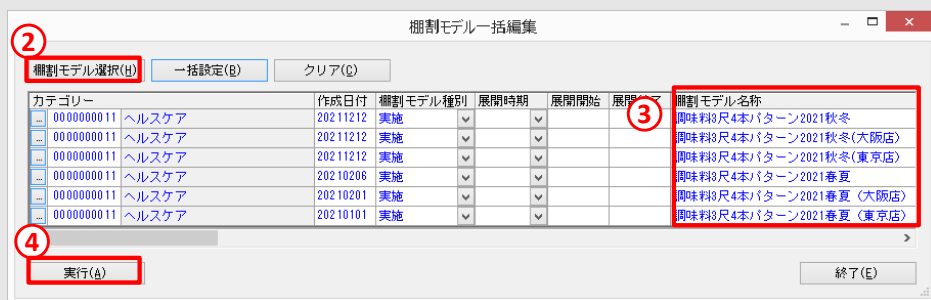 棚割モデル一括編集
②
棚割モデル選択(H) 一括設定(B) クリア(C)
カテゴリー 作成日付 棚割モデル種別 展開時期 展開開始 展開 ③ 棚割モデル名称
... 0000000011 ヘルスケア 20211212 実施 調味料3尺4本パターン2021秋冬
... 0000000011 ヘルスケア 20211212 実施 調味料3尺4本パターン2021秋冬(大阪店)
... 0000000011 ヘルスケア 20211212 実施 調味料3尺4本パターン2021秋冬(東京店)
... 0000000011 ヘルスケア 20210206 実施 調味料3尺4本パターン2021春夏
... 0000000011 ヘルスケア 20210201 実施 調味料3尺4本パターン2021春夏（大阪店）
... 0000000011 ヘルスケア 20210101 実施 調味料3尺4本パターン2021春夏（東京店）
④
実行(A) 終了(E)